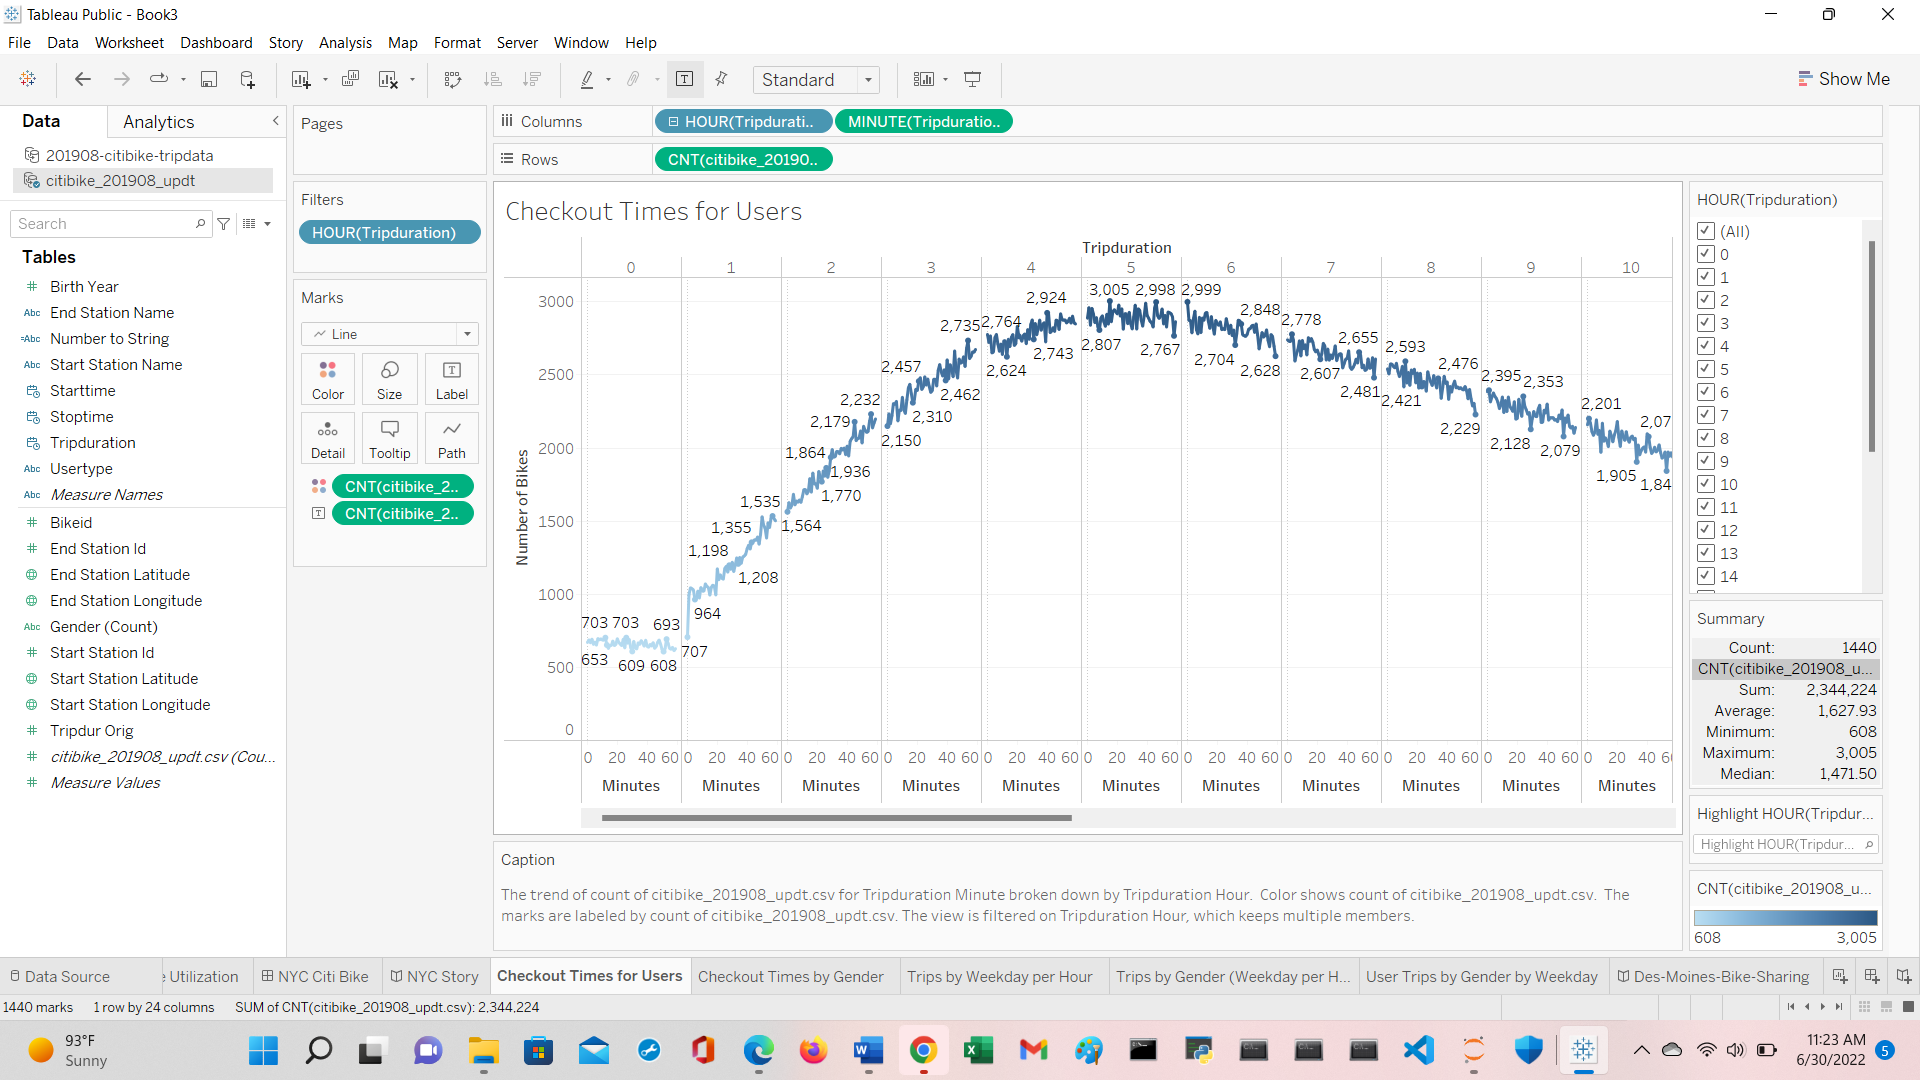 Tableau Public - Book3
File Data Worksheet Dashboard Story Analysis Map Format Server Window Help
Standard
Show Me
Data Analytics
201908-citibike-tripdata
citibike_201908_updt
Search
Tables
# Birth Year
Abc End Station Name
=Abc Number to String
Abc Start Station Name
Starttime
Stoptime
Tripduration
Abc Usertype
Abc Measure Names
# Bikeid
# End Station Id
End Station Latitude
End Station Longitude
Abc Gender (Count)
# Start Station Id
Start Station Latitude
Start Station Longitude
# Tripdur Orig
# citibike_201908_updt.csv (Cou...
# Measure Values
Pages
Filters
HOUR(Tripduration)
Marks
Line
Color Size Label
Detail Tooltip Path
CNT(citibike_2..
CNT(citibike_2..
Columns HOUR(Tripdurati.. MINUTE(Tripduratio..
Rows CNT(citibike_20190..
Checkout Times for Users
Tripduration
0 1 2 3 4 5 6 7 8 9 10
Number of Bikes
3000
2500
2000
1500
1000
500
0
703 703 693
653 609 608
707
964
1,198
1,208
1,355
1,535
1,564
1,770
1,864
1,936
2,179
2,232
2,150
2,310
2,457
2,462
2,735
2,764
2,624
2,924
2,743
3,005 2,998
2,807 2,767
2,999
2,848
2,704
2,628
2,778
2,655
2,607
2,481
2,593
2,476
2,421
2,229
2,395 2,353
2,128 2,079
2,201
2,07
1,905
1,84
0 20 40 60 0 20 40 60 0 20 40 60 0 20 40 60 0 20 40 60 0 20 40 60 0 20 40 60 0 20 40 60 0 20 40 60 0 20 40 60 0 20 40 6
Minutes Minutes Minutes Minutes Minutes Minutes Minutes Minutes Minutes Minutes Minutes
Caption
The trend of count of citibike_201908_updt.csv for Tripduration Minute broken down by Tripduration Hour. Color shows count of citibike_201908_updt.csv. The
marks are labeled by count of citibike_201908_updt.csv. The view is filtered on Tripduration Hour, which keeps multiple members.
HOUR(Tripduration)
(All)
0
1
2
3
4
5
6
7
8
9
10
11
12
13
14
Summary
Count: 1440
CNT(citibike_201908_u...
Sum: 2,344,224
Average: 1,627.93
Minimum: 608
Maximum: 3,005
Median: 1,471.50
Highlight HOUR(Tripdur...
Highlight HOUR(Tripdur...
CNT(citibike_201908_u...
608 3,005
Data Source e Utilization NYC Citi Bike NYC Story Checkout Times for Users Checkout Times by Gender Trips by Weekday per Hour Trips by Gender (Weekday per H... User Trips by Gender by Weekday Des-Moines-Bike-Sharing
1440 marks 1 row by 24 columns SUM of CNT(citibike_201908_updt.csv): 2,344,224
93°F
Sunny
11:23 AM
6/30/2022
5